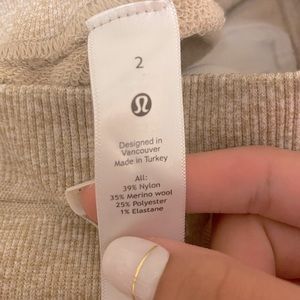 2
Designed in
Vancouver
Made in Turkey
All:
39% Nylon
35% Merino wool
25% Polyester
1% Elastane